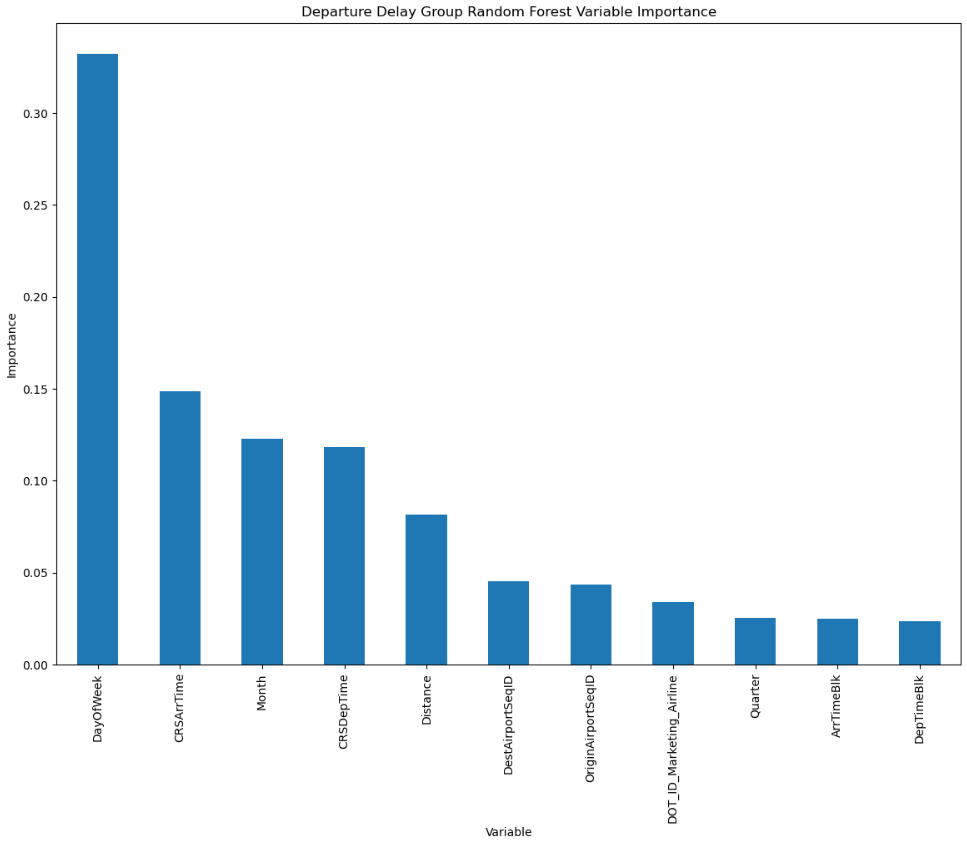 Departure Delay Group Random Forest Variable Importance
Importance
0.30
0.25
0.20
0.15
0.10
0.05
0.00
DayOfWeek
CRSArrTime
Month
CRSDepTime
Distance
DestAirportSeqID
OriginAirportSeqID
DOT_ID_Marketing_Airline
Quarter
ArrTimeBlk
DepTimeBlk
Variable